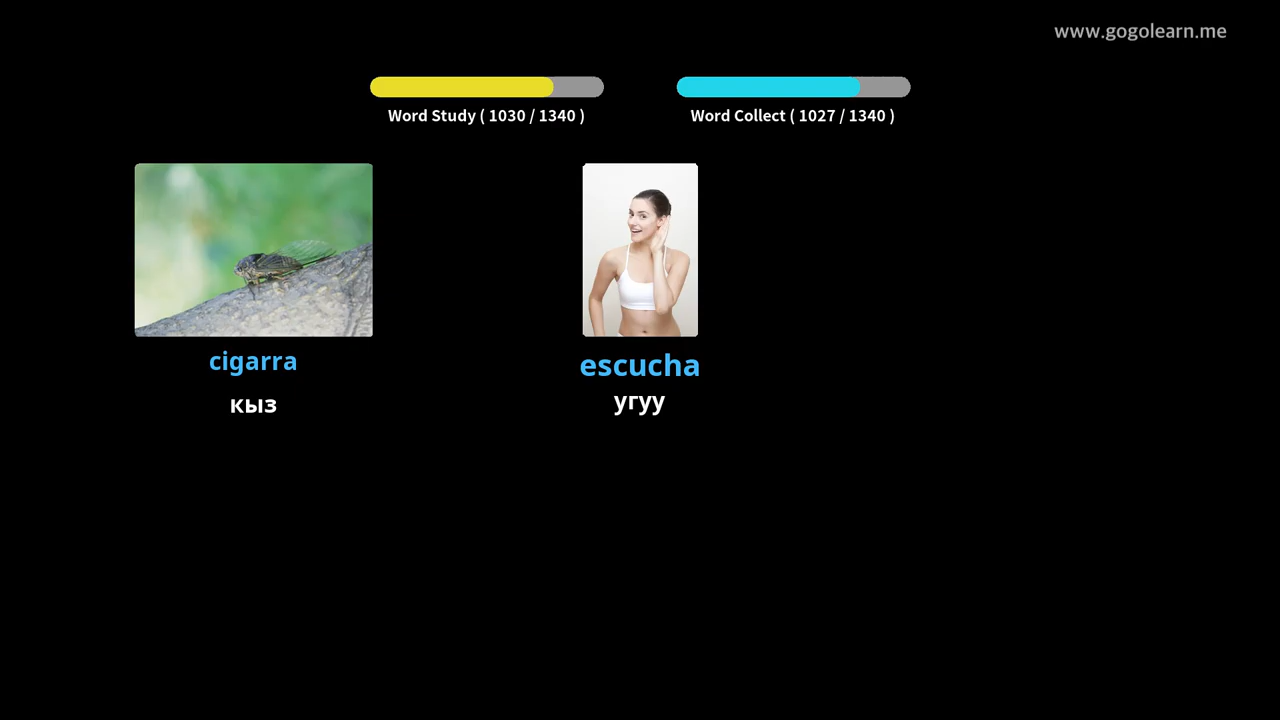 www.gogolearn.me
Word Study ( 1030 / 1340 )
Word Collect ( 1027 / 1340 )
cigarra
кыз
escucha
угуу